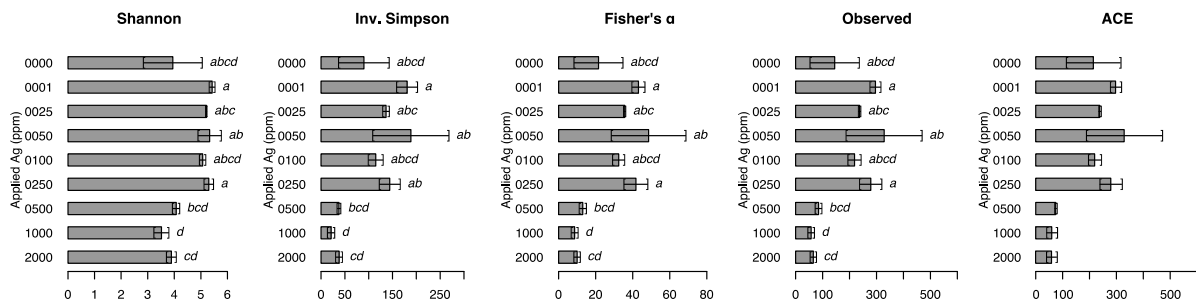 Shannon
Applied Ag (ppm)
0000 abcd
0001 a
0025 abc
0050 ab
0100 abcd
0250 a
0500 bcd
1000 d
2000 cd
0 1 2 3 4 5 6
Inv. Simpson
Applied Ag (ppm)
0000 abcd
0001 a
0025 abc
0050 ab
0100 abcd
0250 ab
0500 bcd
1000 d
2000 cd
0 50 150 250
Fisher's α
Applied Ag (ppm)
0000 abcd
0001 a
0025 abc
0050 ab
0100 abcd
0250 a
0500 bcd
1000 d
2000 cd
0 20 40 60 80
Observed
Applied Ag (ppm)
0000 abcd
0001 a
0025 abc
0050 ab
0100 abcd
0250 a
0500 bcd
1000 d
2000 cd
0 100 300 500
ACE
Applied Ag (ppm)
0000
0001
0025
0050
0100
0250
0500
1000
2000
0 100 300 500